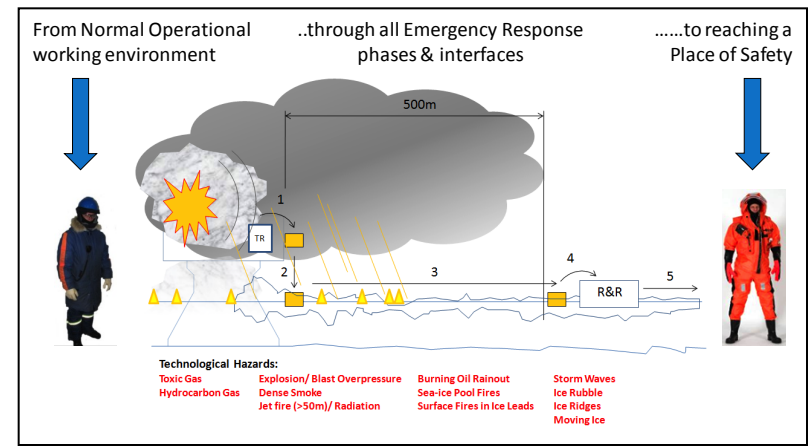 From Normal Operational
working environment
..through all Emergency Response
phases & interfaces
......to reaching a
Place of Safety
500m
1
TR
2
3
4
R&R
5
Technological Hazards:
Toxic Gas
Hydrocarbon Gas
Explosion/ Blast Overpressure
Dense Smoke
Jet fire (>50m)/ Radiation
Burning Oil Rainout
Sea-ice Pool Fires
Surface Fires in Ice Leads
Storm Waves
Ice Rubble
Ice Ridges
Moving Ice